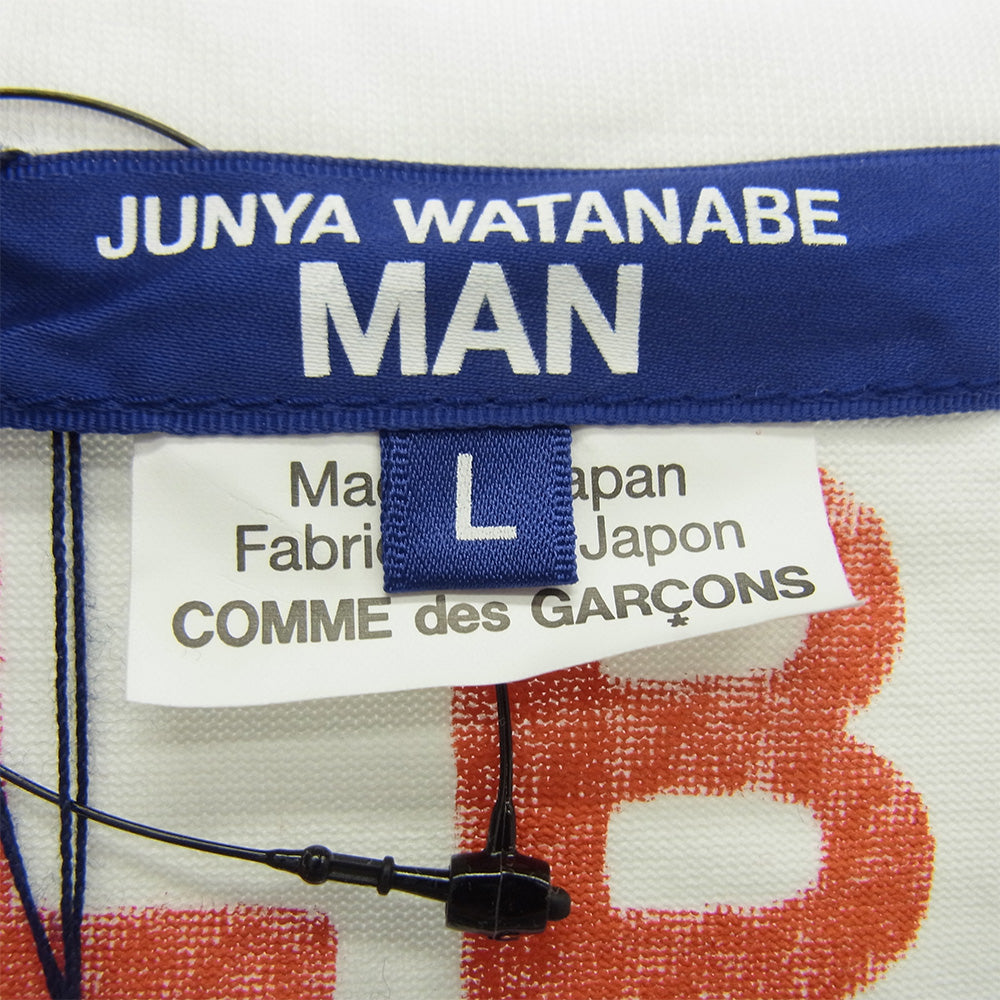 JUNYA WATANABE
MAN
L
Ma apan
Fabri Japon
COMME des GARÇONS
B